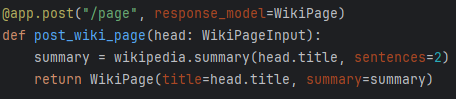 @app.post("/page", response_model=WikiPage)
def post_wiki_page(head: WikiPageInput):
    summary = wikipedia.summary(head.title, sentences=2)
    return WikiPage(title=head.title, summary=summary)